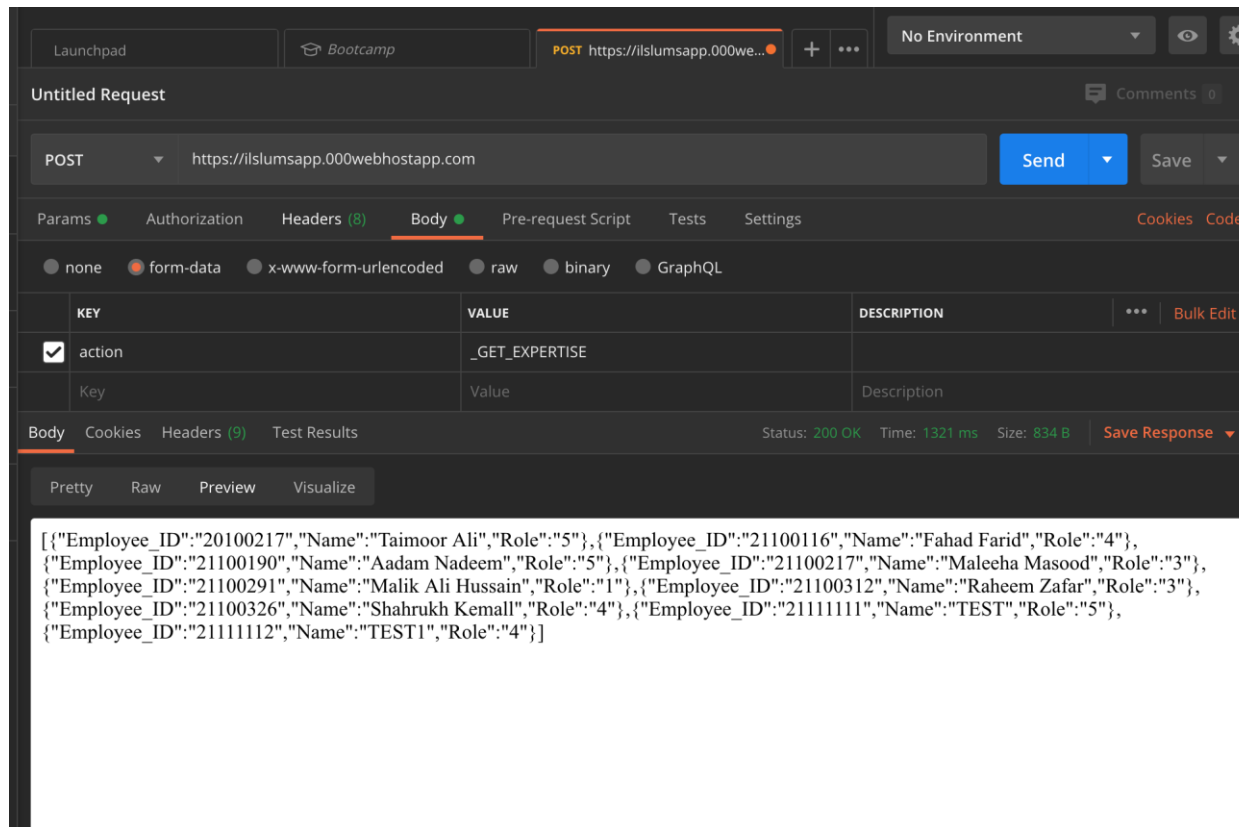 Launchpad
Bootcamp
POST https://ilslumsapp.000we...
+ •••
No Environment
Untitled Request
Comments 0
POST
https://ilslumsapp.000webhostapp.com
Send
Save
Params
Authorization
Headers (8)
Body
Pre-request Script
Tests
Settings
Cookies
Code
none
form-data
x-www-form-urlencoded
raw
binary
GraphQL
KEY
VALUE
DESCRIPTION
•••
Bulk Edit
action
_GET_EXPERTISE
Key
Value
Description
Body
Cookies
Headers (9)
Test Results
Status: 200 OK
Time: 1321 ms
Size: 834 B
Save Response
Pretty
Raw
Preview
Visualize
[{"Employee_ID":"20100217","Name":"Taimoor Ali","Role":"5"},{"Employee_ID":"21100116","Name":"Fahad Farid","Role":"4"},
{"Employee_ID":"21100190","Name":"Aadam Nadeem","Role":"5"},{"Employee_ID":"21100217","Name":"Maleeha Masood","Role":"3"},
{"Employee_ID":"21100291","Name":"Malik Ali Hussain","Role":"1"},{"Employee_ID":"21100312","Name":"Raheem Zafar","Role":"3"},
{"Employee_ID":"21100326","Name":"Shahrukh Kemall","Role":"4"},{"Employee_ID":"21111111","Name":"TEST","Role":"5"},
{"Employee_ID":"21111112","Name":"TEST1","Role":"4"}]